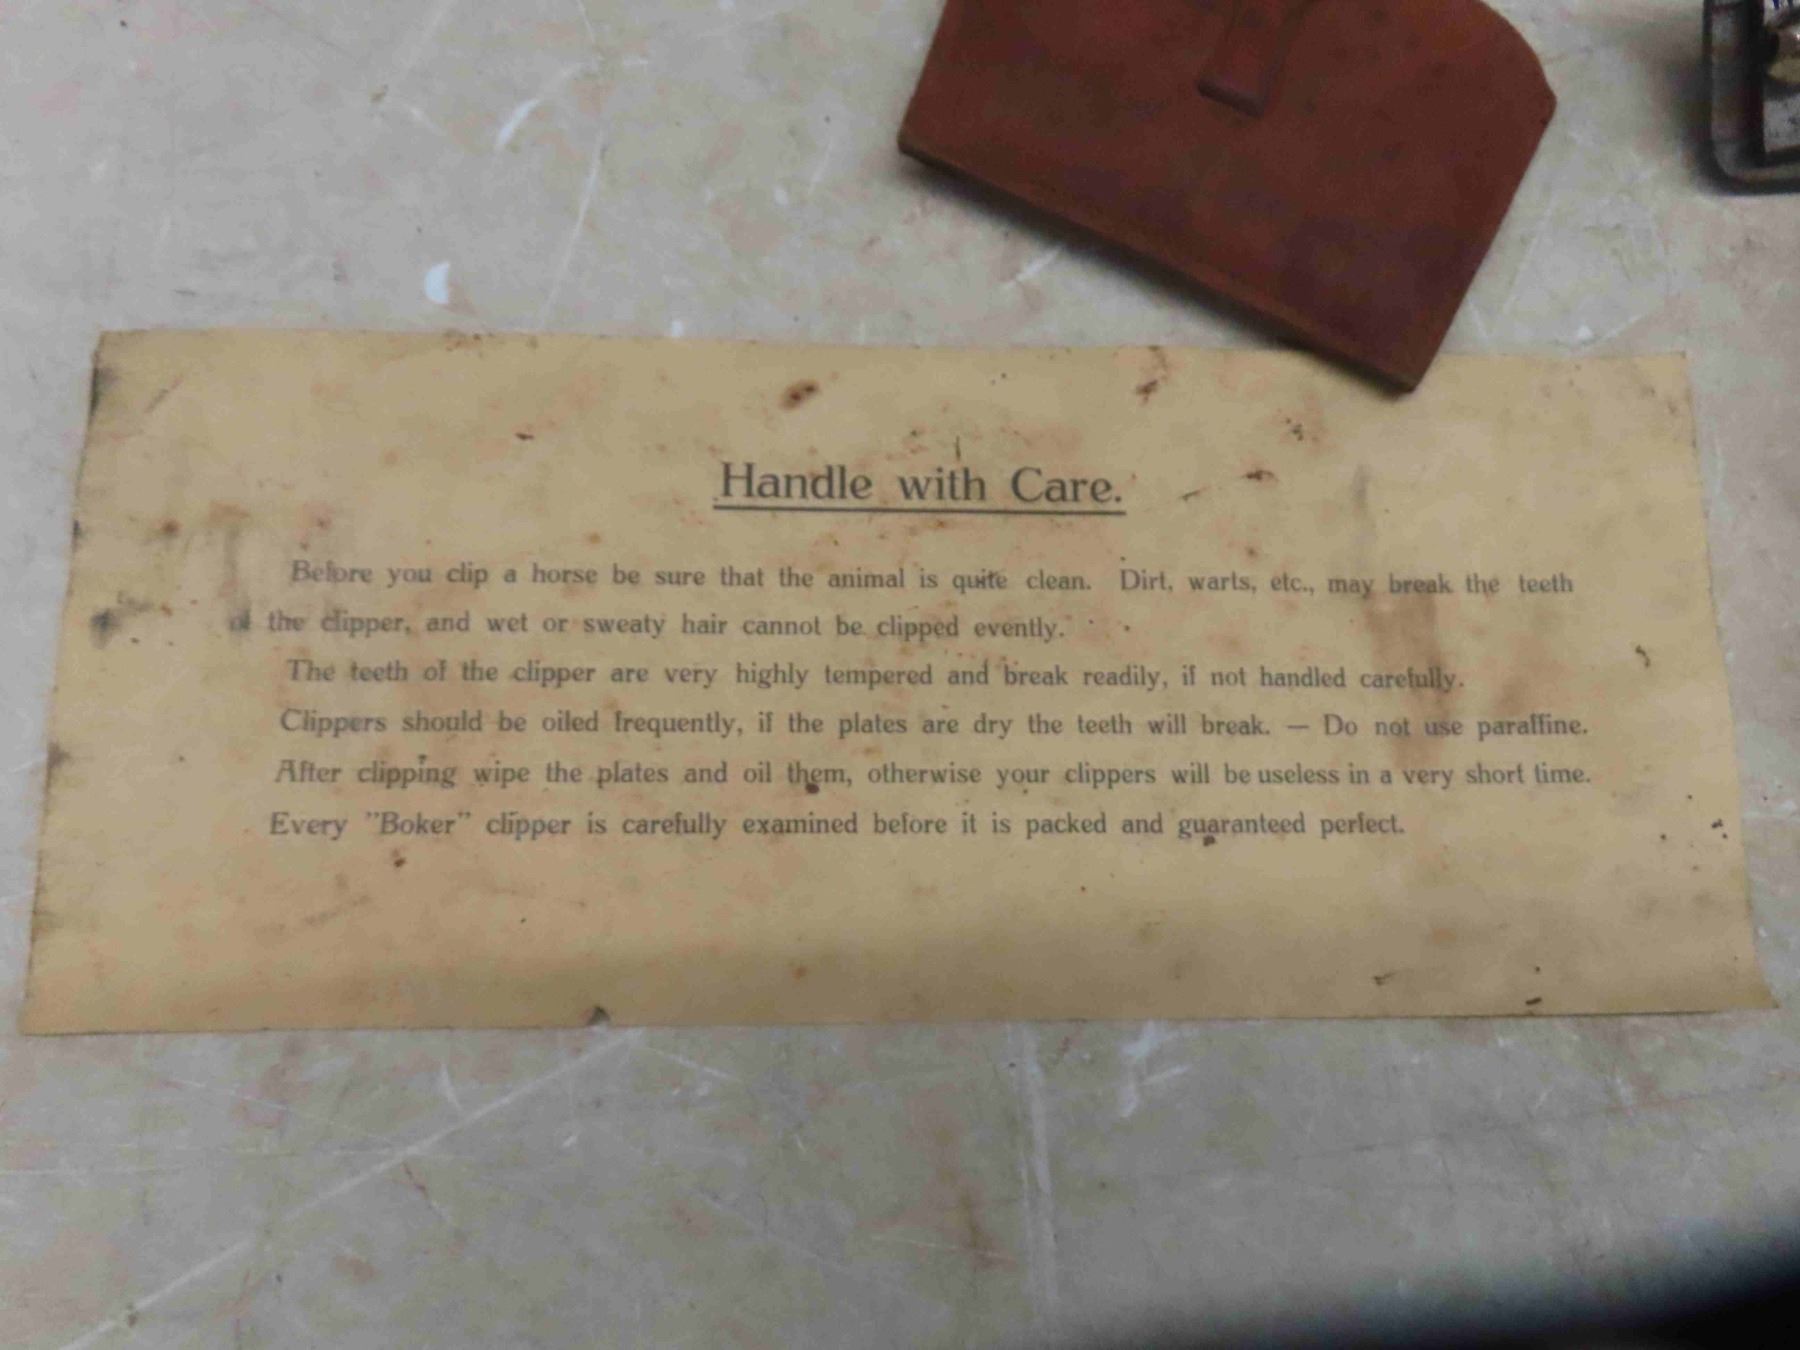 Handle with Care.
Before you clip a horse be sure that the animal is quite clean. Dirt, warts, etc., may break the teeth
of the clipper, and wet or sweaty hair cannot be clipped evently.
The teeth of the clipper are very highly tempered and break readily, if not handled carefully.
Clippers should be oiled frequently, if the plates are dry the teeth will break. — Do not use paraffine.
After clipping wipe the plates and oil them, otherwise your clippers will be useless in a very short time.
Every "Boker" clipper is carefully examined before it is packed and guaranteed perfect.